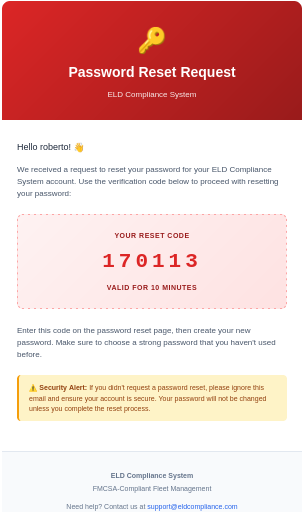 Password Reset Request
ELD Compliance System
Hello roberto! 👋
We received a request to reset your password for your ELD Compliance
System account. Use the verification code below to proceed with resetting
your password:
YOUR RESET CODE
170113
VALID FOR 10 MINUTES
Enter this code on the password reset page, then create your new
password. Make sure to choose a strong password that you haven't used
before.
⚠️ Security Alert: If you didn't request a password reset, please ignore this
email and ensure your account is secure. Your password will not be changed
unless you complete the reset process.
ELD Compliance System
FMCSA-Compliant Fleet Management
Need help? Contact us at support@eldcompliance.com